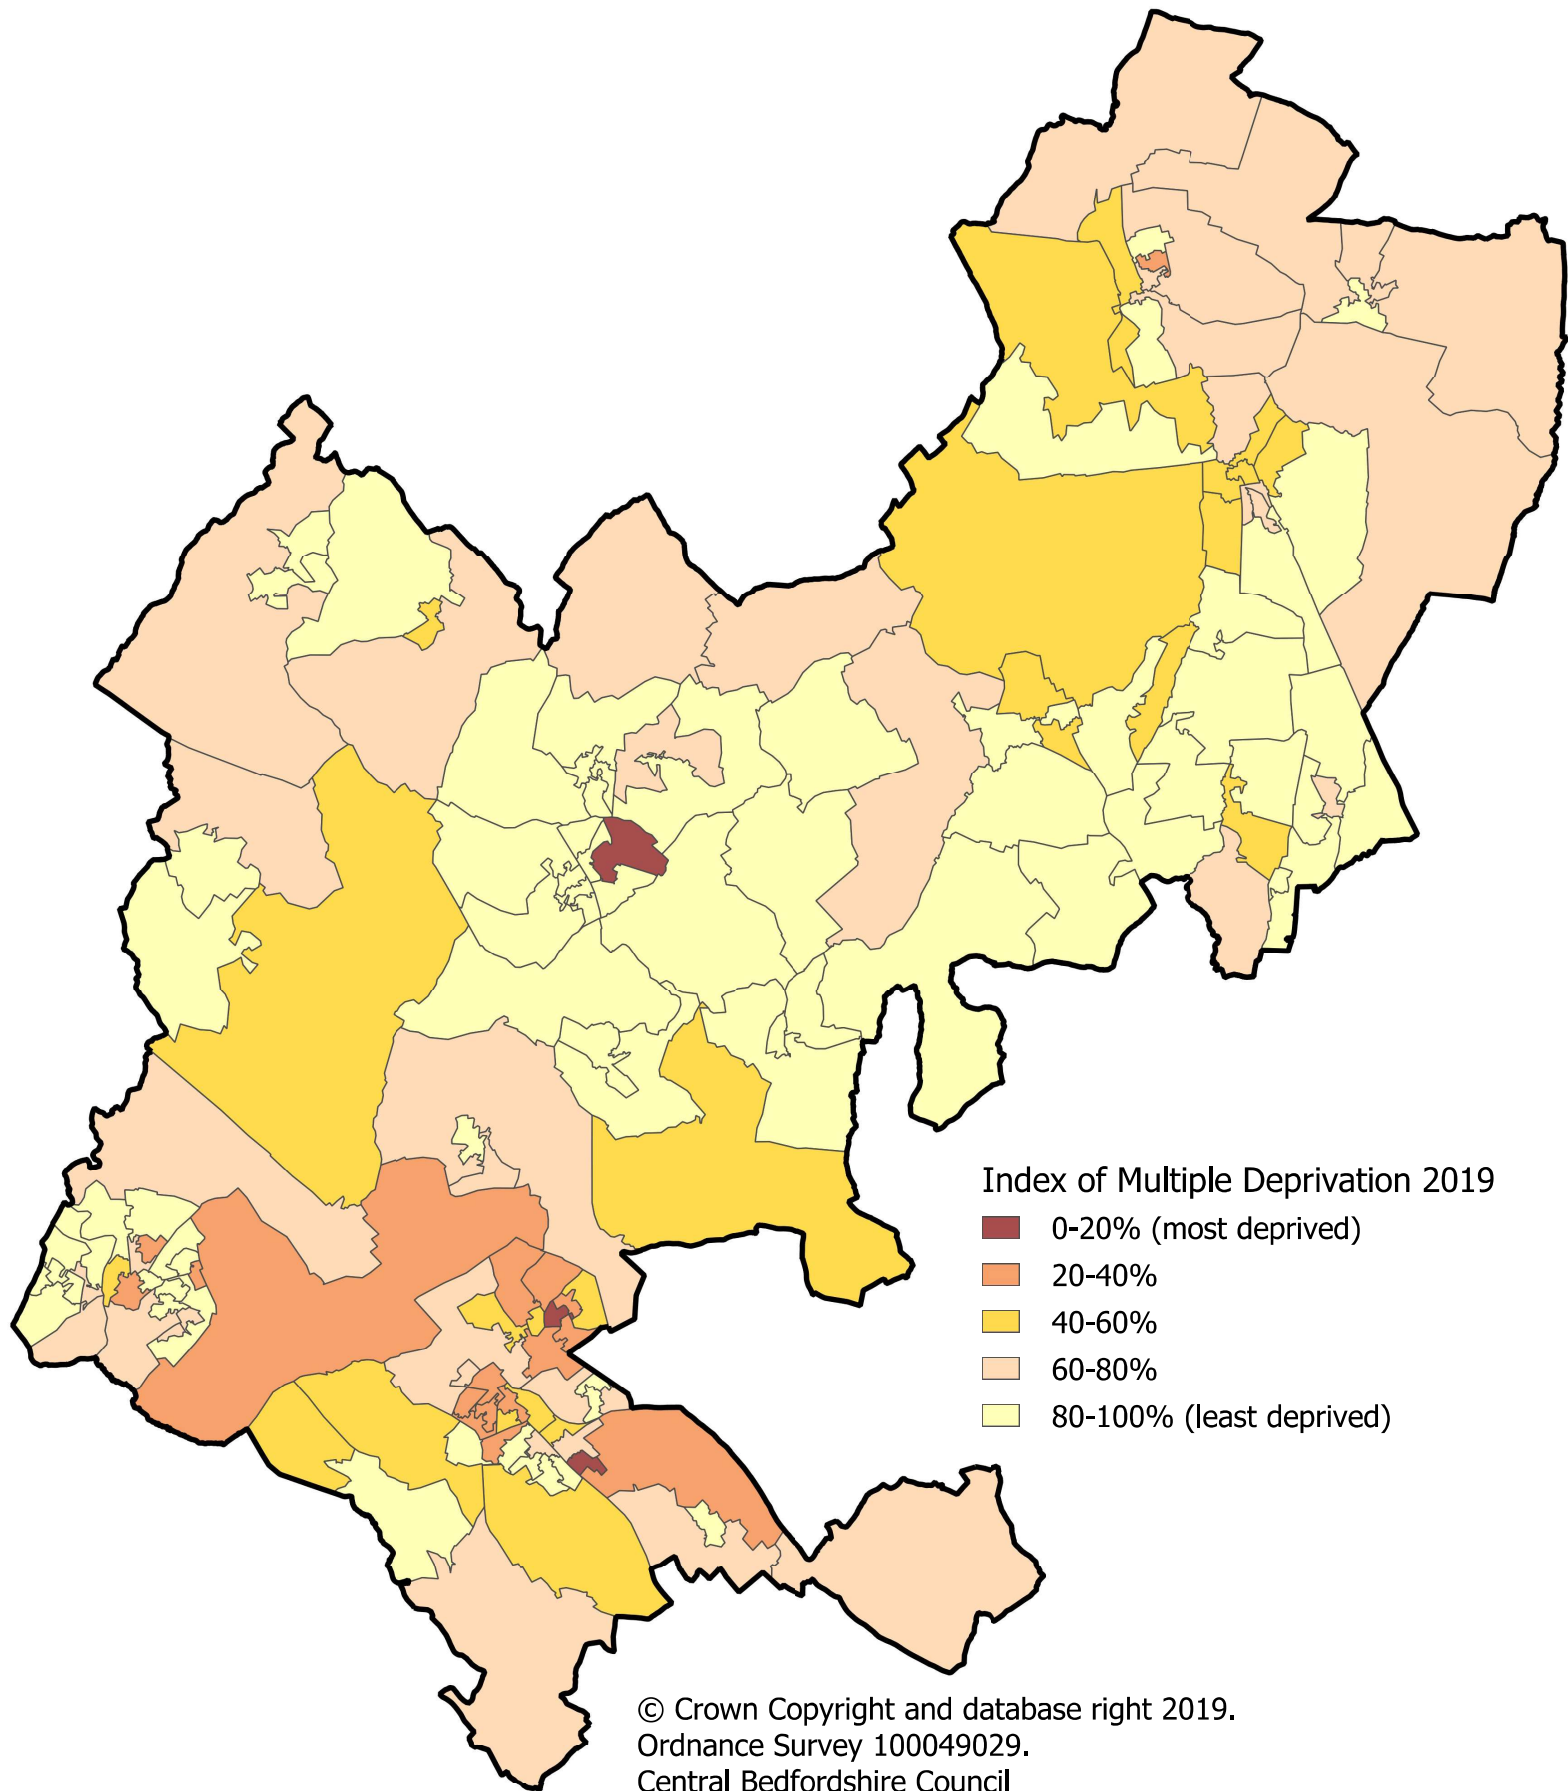 Index of Multiple Deprivation 2019
0-20% (most deprived)
20-40%
40-60%
60-80%
80-100% (least deprived)
© Crown Copyright and database right 2019.
Ordnance Survey 100049029.
Central Bedfordshire Council